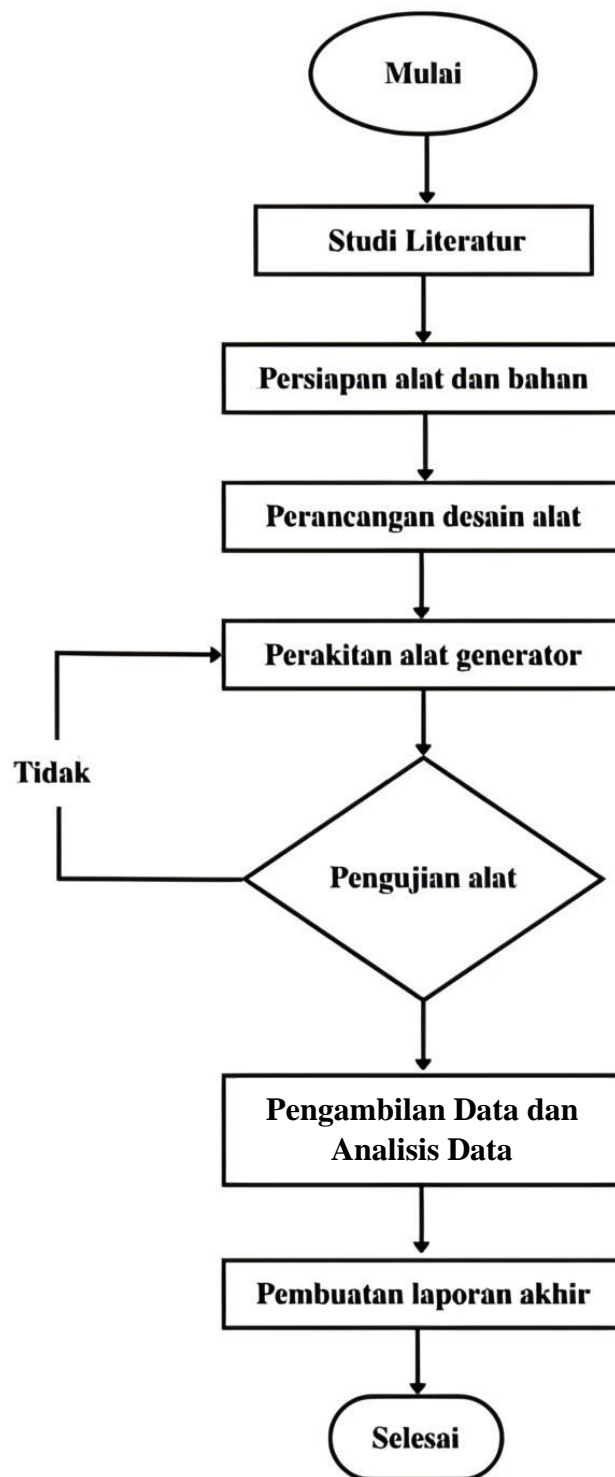 Mulai
Studi Literatur
Persiapan alat dan bahan
Perancangan desain alat
Perakitan alat generator
Tidak
Pengujian alat
Pengambilan Data dan
Analisis Data
Pembuatan laporan akhir
Selesai